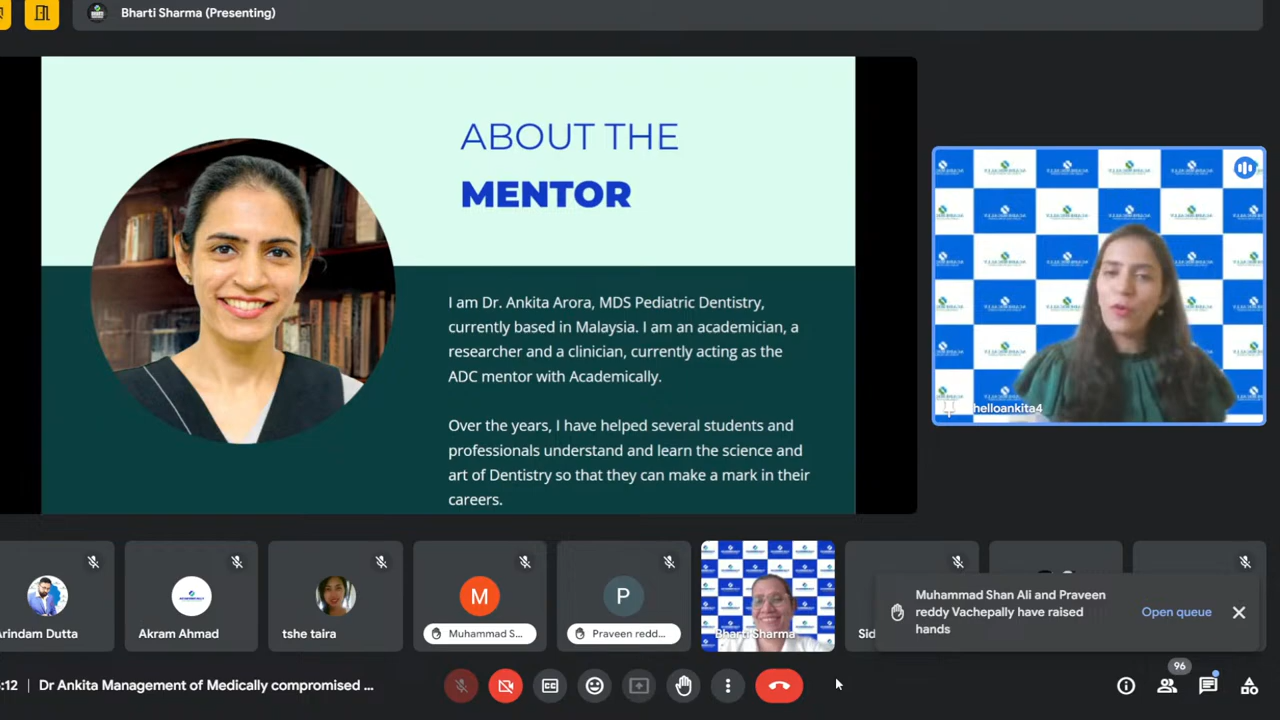 Bharti Sharma (Presenting)
ABOUT THE
MENTOR
I am Dr. Ankita Arora, MDS Pediatric Dentistry,
currently based in Malaysia. I am an academician, a
researcher and a clinician, currently acting as the
ADC mentor with Academically.
Over the years, I have helped several students and
professionals understand and learn the science and
art of Dentistry so that they can make a mark in their
careers.
helloankita4
Arindam Dutta
Akram Ahmad
tshe taira
M
Muhammad S...
P
Praveen redd...
Bharti Sharma
Sid
Muhammad Shan Ali and Praveen
reddy Vachepally have raised
hands
Open queue
:12 | Dr Ankita Management of Medically compromised ...
96